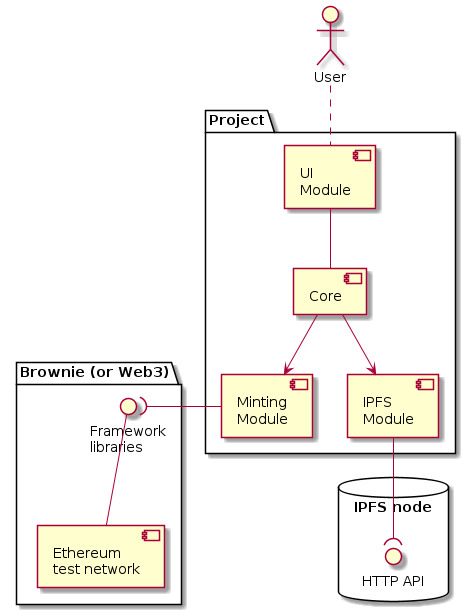 User
Project
UI
Module
Core
Brownie (or Web3)
Minting
Module
IPFS
Module
Framework
libraries
IPFS node
Ethereum
test network
HTTP API